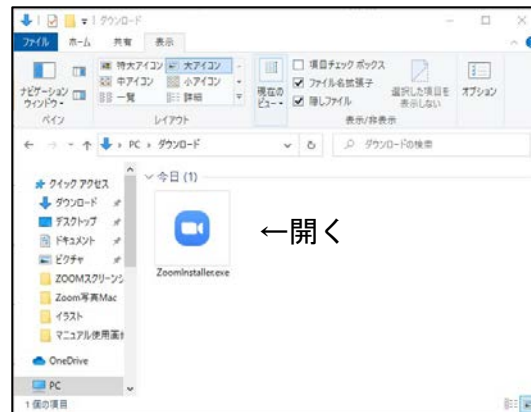 ダウンロード
ファイル ホーム 共有 表示
特大アイコン 大アイコン
中アイコン 小アイコン
一覧 詳細
ナビゲーション
ウィンドウ
ペイン
レイアウト
現在の
ビュー
項目チェック ボックス
ファイル名拡張子
隠しファイル
選択した項目を
表示しない
表示/非表示
オプション
PC › ダウンロード
ダウンロードの検索
クイック アクセス
ダウンロード
デスクトップ
ドキュメント
ピクチャ
ZOOMスクリーンシ
Zoom写真Mac
イラスト
マニュアル使用画像
OneDrive
PC
今日 (1)
ZoomInstaller.exe
←開く
1 個の項目